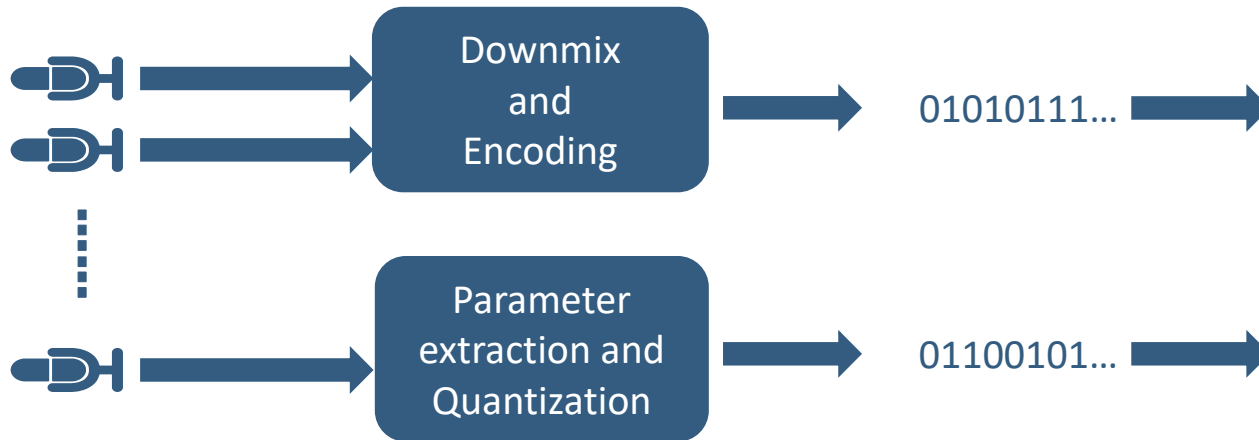 Downmix
and
Encoding
01010111...
Parameter
extraction and
Quantization
01100101...